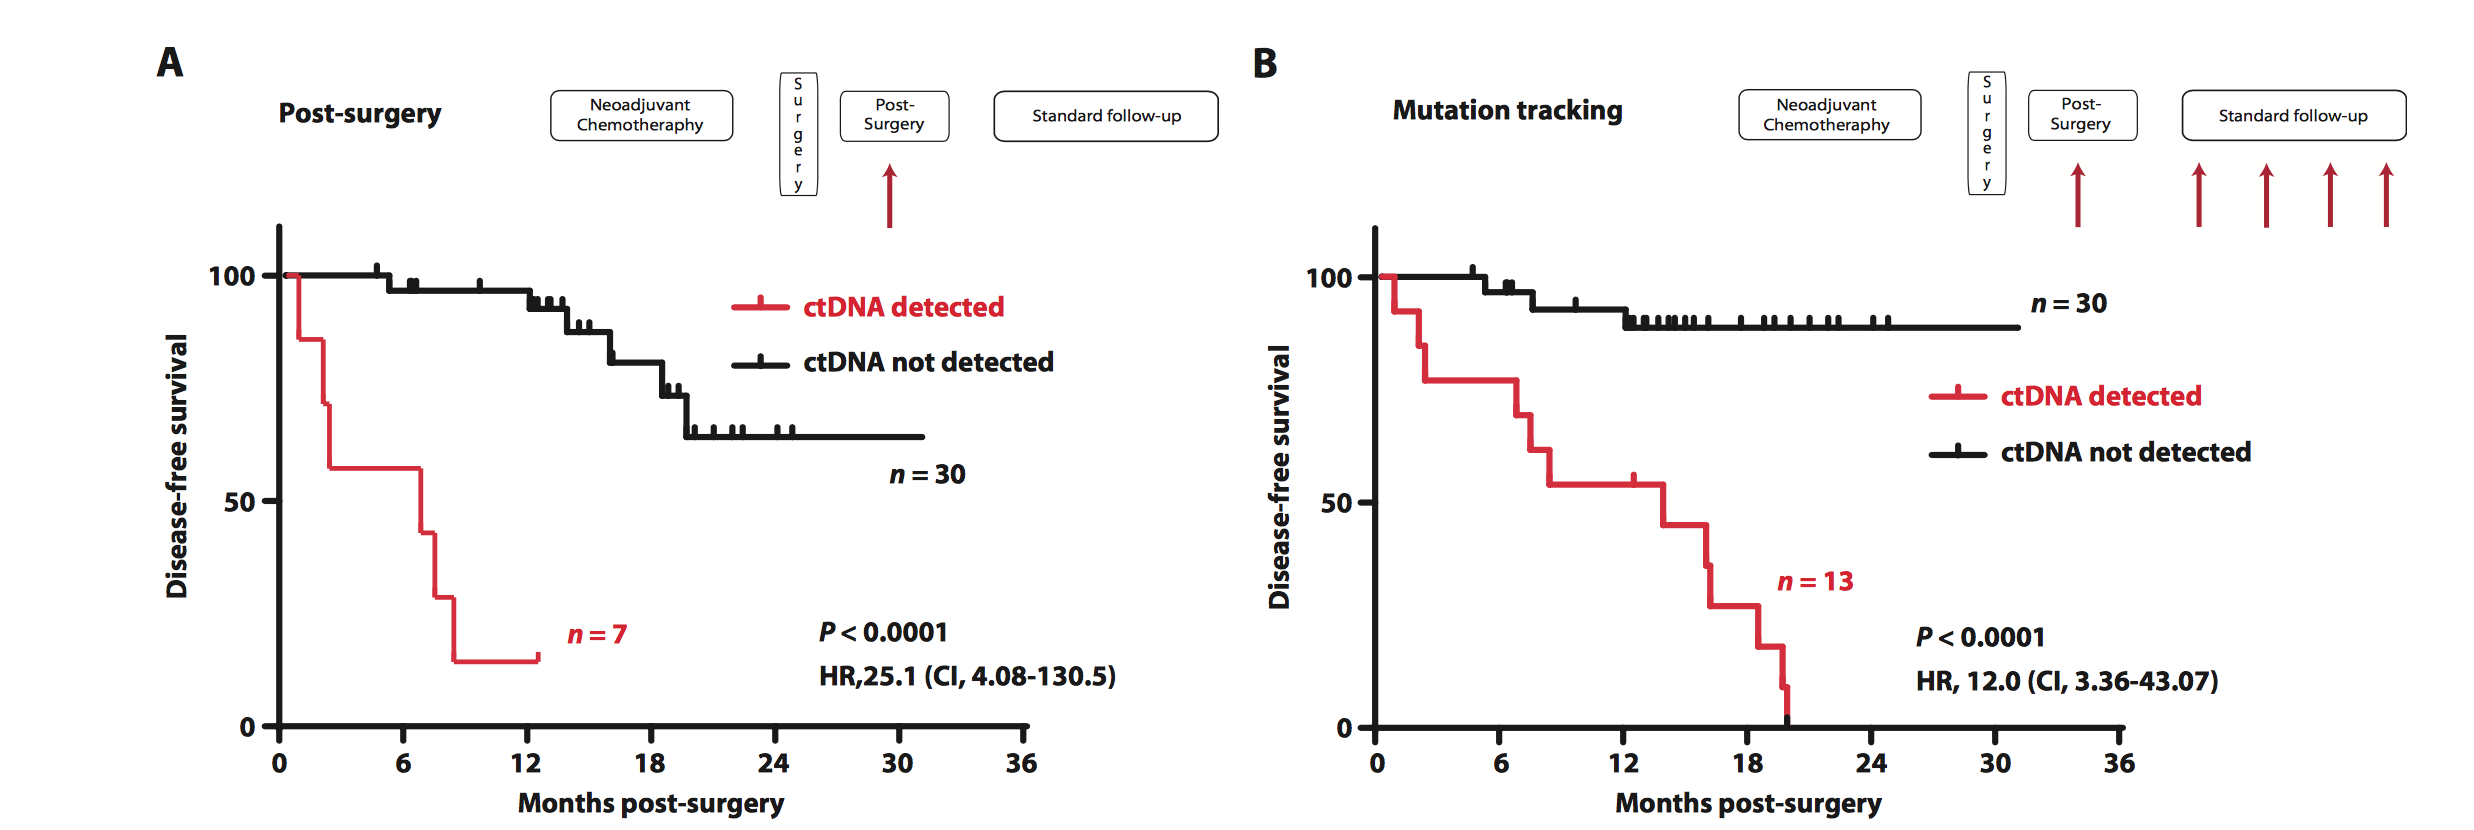 A
Post-surgery
Neoadjuvant
Chemotheraphy
Surgery
Post-
Surgery
Standard follow-up
100
50
0
Disease-free survival
ctDNA detected
ctDNA not detected
n = 30
n = 7
P < 0.0001
HR,25.1 (CI, 4.08-130.5)
0 6 12 18 24 30 36
Months post-surgery
B
Mutation tracking
Neoadjuvant
Chemotheraphy
Surgery
Post-
Surgery
Standard follow-up
100
50
0
Disease-free survival
n = 30
ctDNA detected
ctDNA not detected
n = 13
P < 0.0001
HR, 12.0 (CI, 3.36-43.07)
0 6 12 18 24 30 36
Months post-surgery